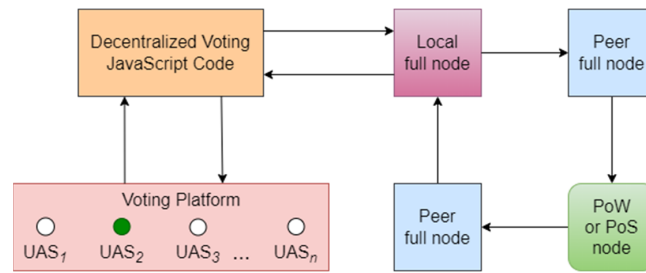 Decentralized Voting
JavaScript Code
Local
full node
Peer
full node
Voting Platform
UAS1 UAS2 UAS3 ... UASn
Peer
full node
PoW
or PoS
node